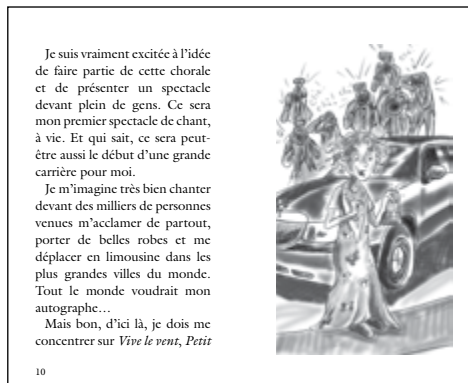 Je suis vraiment excitée à l'idée
de faire partie de cette chorale
et de présenter un spectacle
devant plein de gens. Ce sera
mon premier spectacle de chant,
à vie. Et qui sait, ce sera peut-
être aussi le début d'une grande
carrière pour moi.
Je m'imagine très bien chanter
devant des milliers de personnes
venues m'acclamer de partout,
porter de belles robes et me
déplacer en limousine dans les
plus grandes villes du monde.
Tout le monde voudrait mon
autographe…
Mais bon, d'ici là, je dois me
concentrer sur Vive le vent, Petit
10